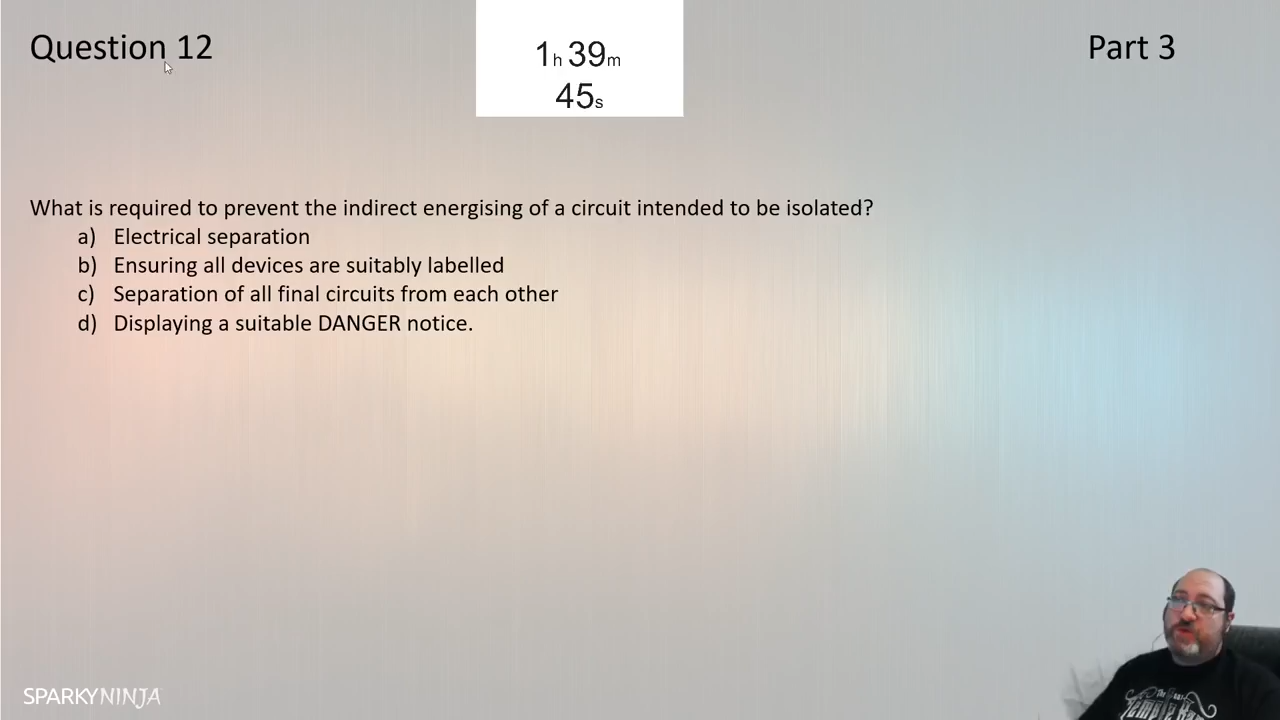 Question 12
1h 39m
45s
Part 3
What is required to prevent the indirect energising of a circuit intended to be isolated?
a) Electrical separation
b) Ensuring all devices are suitably labelled
c) Separation of all final circuits from each other
d) Displaying a suitable DANGER notice.
SPARKYNINJA